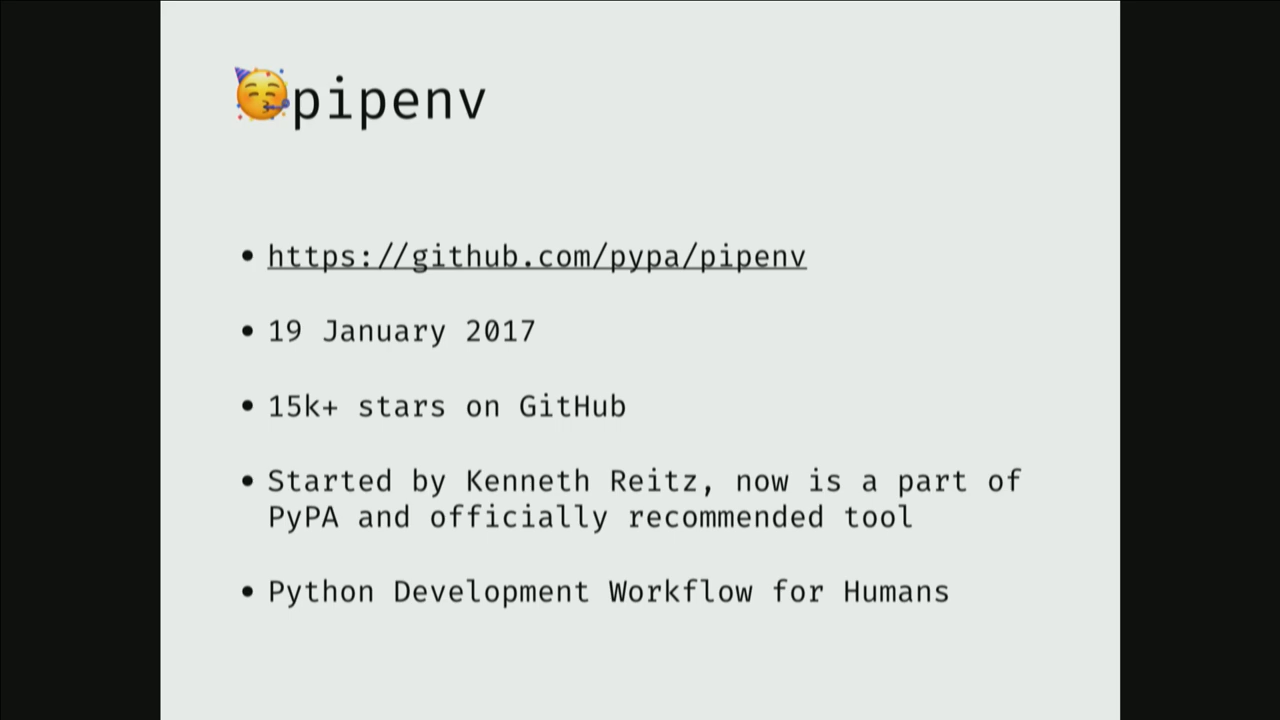 🥳pipenv
• https://github.com/pypa/pipenv
• 19 January 2017
• 15k+ stars on GitHub
• Started by Kenneth Reitz, now is a part of
PyPA and officially recommended tool
• Python Development Workflow for Humans